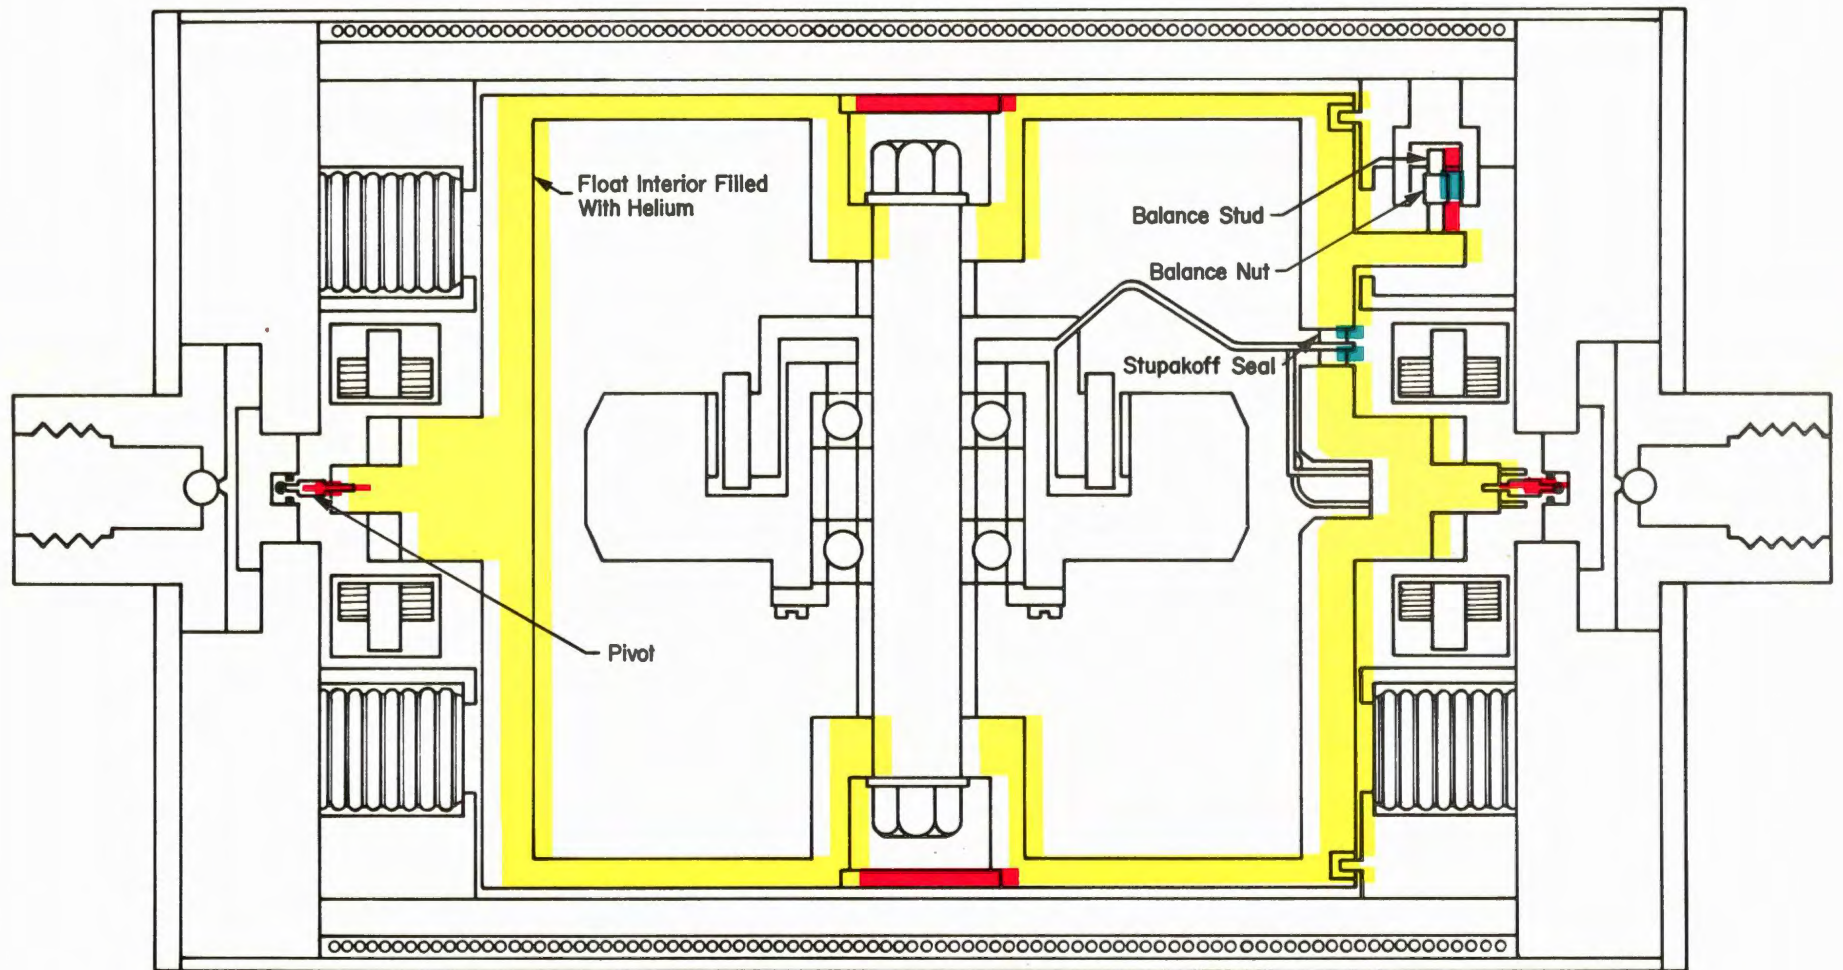 Float Interior Filled
With Helium
Balance Stud
Balance Nut
Stupakoff Seal
Pivot